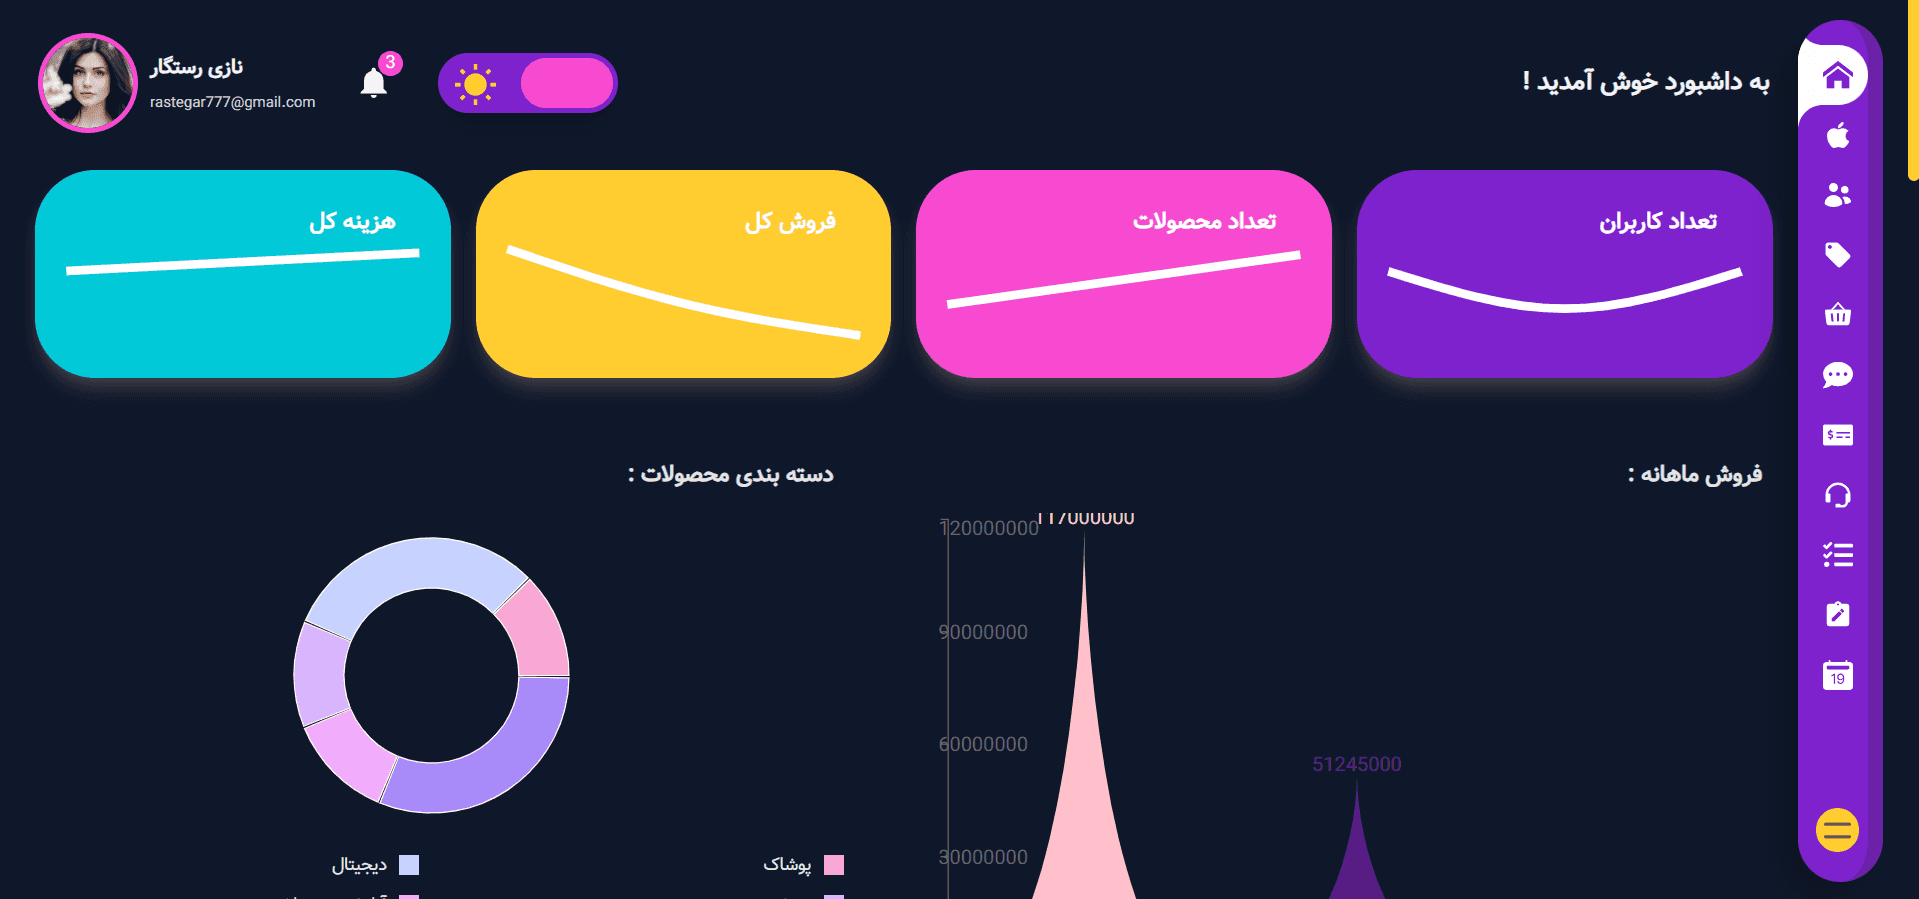 به داشبورد خوش آمدید !
3
نازی رستگار
rastegar777@gmail.com
تعداد کاربران
تعداد محصولات
فروش کل
هزینه کل
فروش ماهانه :
دسته بندی محصولات :
120000000
117000000
90000000
60000000
51245000
30000000
پوشاک
دیجیتال
19